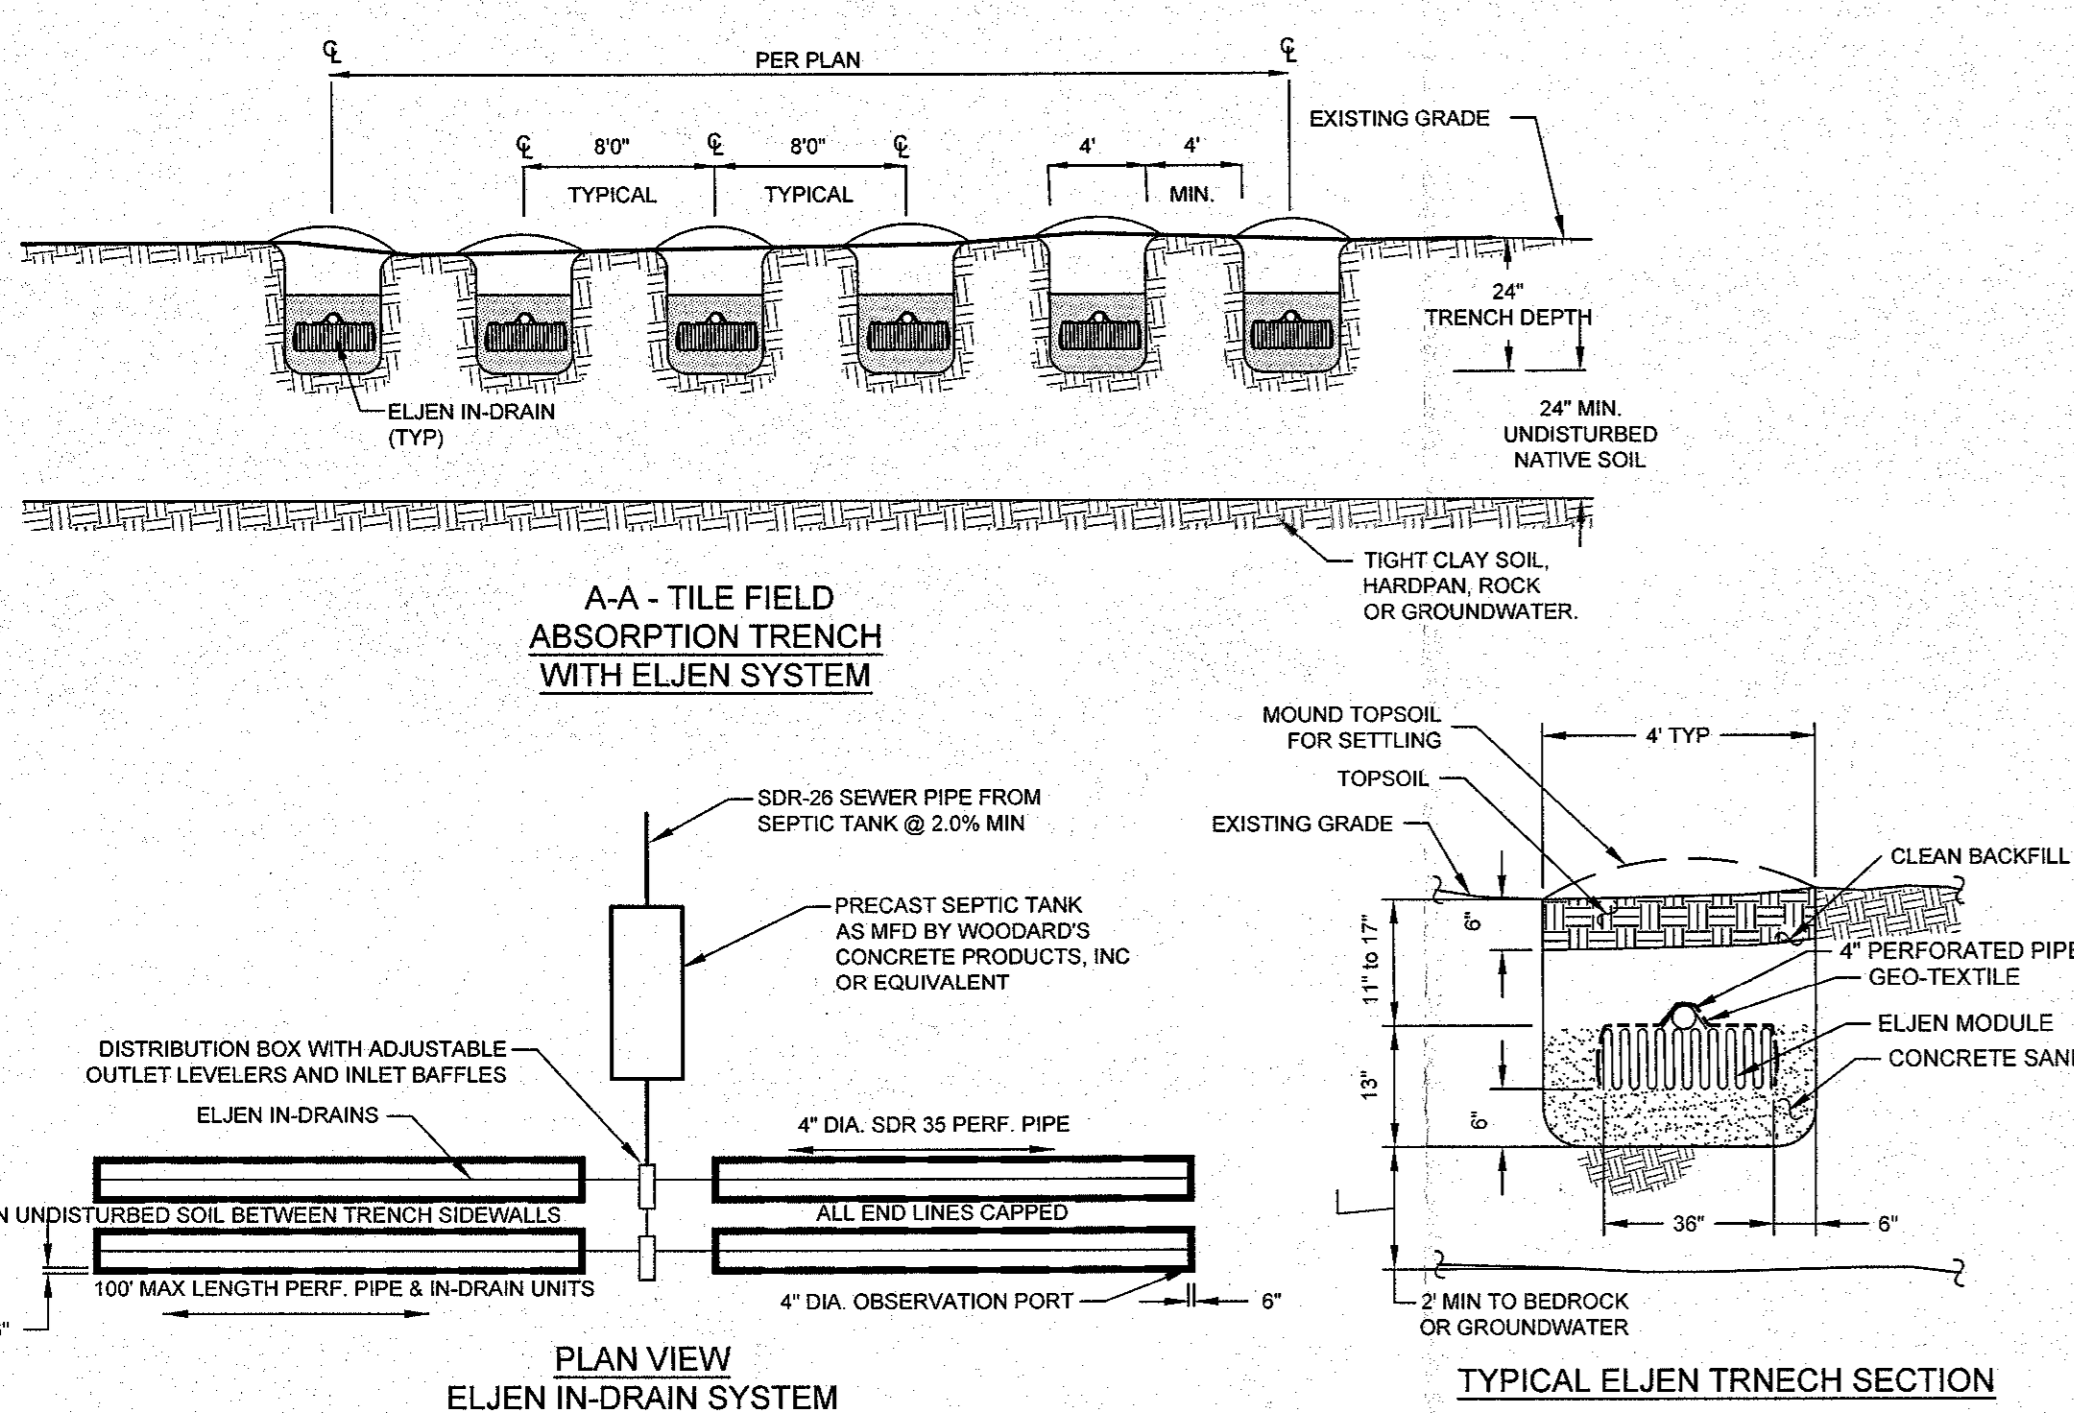 ℄
PER PLAN
℄
EXISTING GRADE
℄
8'0"
℄
8'0"
℄
4'
4'
TYPICAL
TYPICAL
MIN.
24"
TRENCH DEPTH
ELJEN IN-DRAIN
(TYP)
24" MIN.
UNDISTURBED
NATIVE SOIL
TIGHT CLAY SOIL,
HARDPAN, ROCK
OR GROUNDWATER.
A-A - TILE FIELD
ABSORPTION TRENCH
WITH ELJEN SYSTEM
SDR-26 SEWER PIPE FROM
SEPTIC TANK @ 2.0% MIN
PRECAST SEPTIC TANK
AS MFD BY WOODARD'S
CONCRETE PRODUCTS, INC
OR EQUIVALENT
DISTRIBUTION BOX WITH ADJUSTABLE
OUTLET LEVELERS AND INLET BAFFLES
ELJEN IN-DRAINS
4" DIA. SDR 35 PERF. PIPE
N UNDISTURBED SOIL BETWEEN TRENCH SIDEWALLS
ALL END LINES CAPPED
100' MAX LENGTH PERF. PIPE & IN-DRAIN UNITS
4" DIA. OBSERVATION PORT
6"
PLAN VIEW
ELJEN IN-DRAIN SYSTEM
MOUND TOPSOIL
FOR SETTLING
4' TYP
TOPSOIL
EXISTING GRADE
CLEAN BACKFILL
6"
11" to 17"
4" PERFORATED PIPE
GEO-TEXTILE
ELJEN MODULE
CONCRETE SAN
13"
6"
36"
6"
2' MIN TO BEDROCK
OR GROUNDWATER
TYPICAL ELJEN TRNECH SECTION